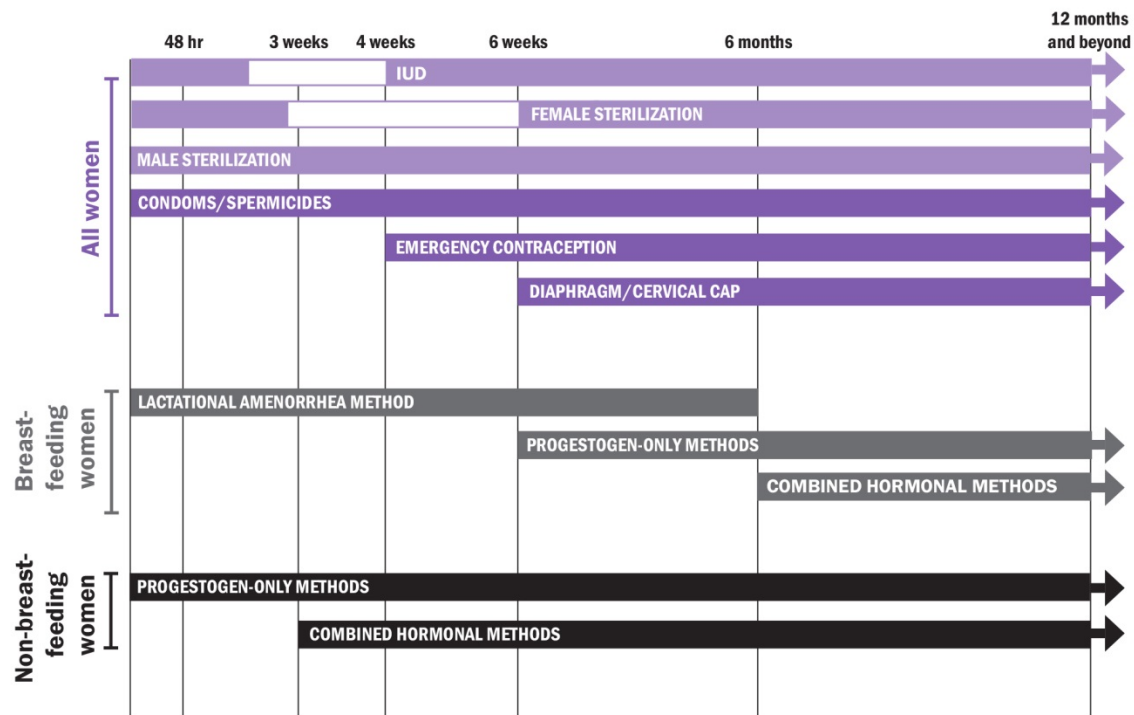 12 months
48 hr 3 weeks 4 weeks 6 weeks 6 months and beyond
All women
IUD
FEMALE STERILIZATION
MALE STERILIZATION
CONDOMS/SPERMICIDES
EMERGENCY CONTRACEPTION
DIAPHRAGM/CERVICAL CAP
Breast-
feeding
women
LACTATIONAL AMENORRHEA METHOD
PROGESTOGEN-ONLY METHODS
COMBINED HORMONAL METHODS
Non-breast-
feeding
women
PROGESTOGEN-ONLY METHODS
COMBINED HORMONAL METHODS